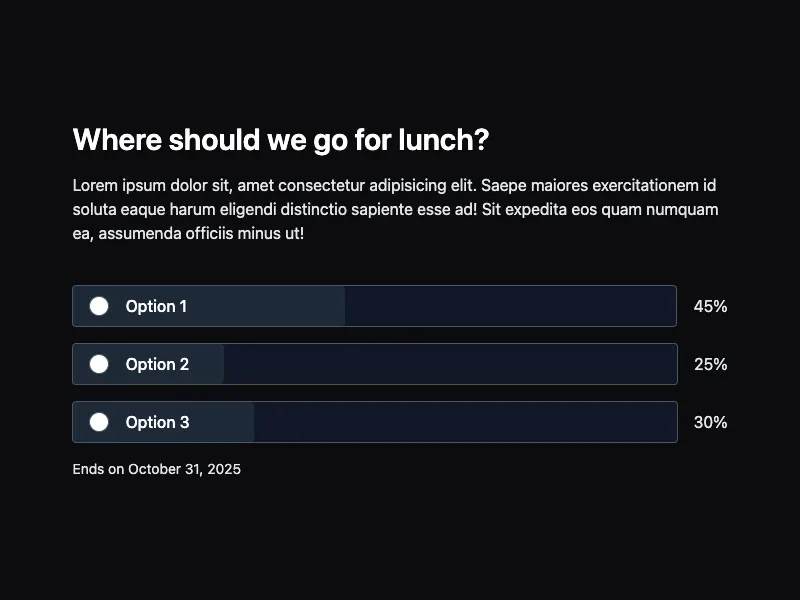 Where should we go for lunch?
Lorem ipsum dolor sit, amet consectetur adipisicing elit. Saepe maiores exercitationem id
soluta eaque harum eligendi distinctio sapiente esse ad! Sit expedita eos quam numquam
ea, assumenda officiis minus ut!
Option 1 45%
Option 2 25%
Option 3 30%
Ends on October 31, 2025